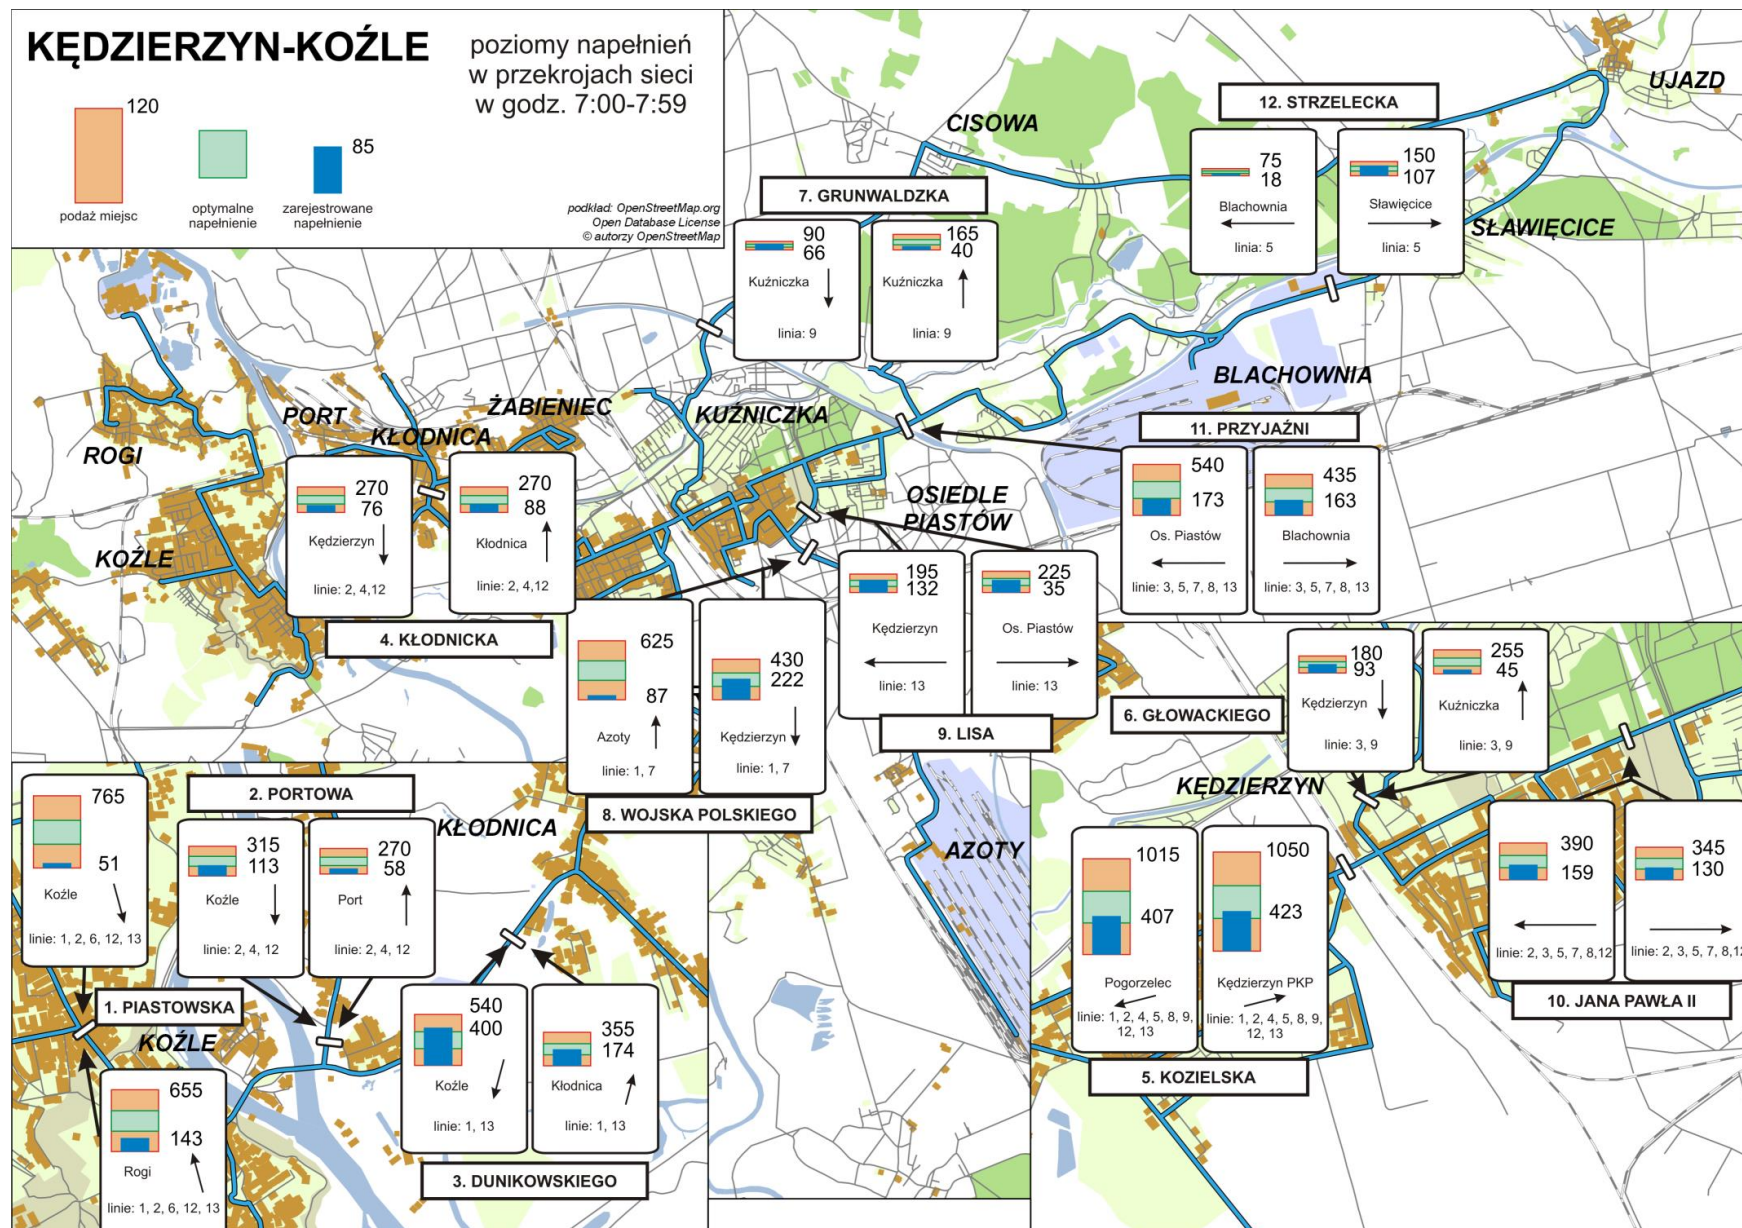 KĘDZIERZYN-KOŹLE
poziomy napełnień
w przekrojach sieci
w godz. 7:00-7:59
120
85
podaż miejsc
optymalne
napełnienie
zarejestrowane
napełnienie
podkład: OpenStreetMap.org
Open Database License
© autorzy OpenStreetMap
UJAZD
CISOWA
12. STRZELECKA
75
18
Blachownia
linia: 5
150
107
Sławięcice
linia: 5
SŁAWIĘCICE
7. GRUNWALDZKA
90
66
Kuźniczka
linia: 9
165
40
Kuźniczka
linia: 9
BLACHOWNIA
PORT
ŻABIENIEC
KŁODNICA
KUŹNICZKA
ROGI
KOŹLE
OSIEDLE
PIASTÓW
11. PRZYJAŹNI
540
173
Os. Piastów
linie: 3, 5, 7, 8, 13
435
163
Blachownia
linie: 3, 5, 7, 8, 13
270
76
Kędzierzyn
linie: 2, 4,12
270
88
Kłodnica
linie: 2, 4,12
4. KŁODNICKA
195
132
Kędzierzyn
linie: 13
225
35
Os. Piastów
linie: 13
9. LISA
625
87
Azoty
linie: 1, 7
430
222
Kędzierzyn
linie: 1, 7
8. WOJSKA POLSKIEGO
6. GŁOWACKIEGO
180
93
Kędzierzyn
linie: 3, 9
255
45
Kuźniczka
linie: 3, 9
KĘDZIERZYN
AZOTY
765
51
Koźle
linie: 1, 2, 6, 12, 13
2. PORTOWA
315
113
Koźle
linie: 2, 4, 12
270
58
Port
linie: 2, 4, 12
KŁODNICA
1. PIASTOWSKA
KOŹLE
655
143
Rogi
linie: 1, 2, 6, 12, 13
540
400
Koźle
linie: 1, 13
355
174
Kłodnica
linie: 1, 13
3. DUNIKOWSKIEGO
1015
407
Pogorzelec
linie: 1, 2, 4, 5, 8, 9,
12, 13
1050
423
Kędzierzyn PKP
linie: 1, 2, 4, 5, 8, 9,
12, 13
5. KOZIELSKA
390
159
linie: 2, 3, 5, 7, 8,12
345
130
linie: 2, 3, 5, 7, 8,12
10. JANA PAWŁA II